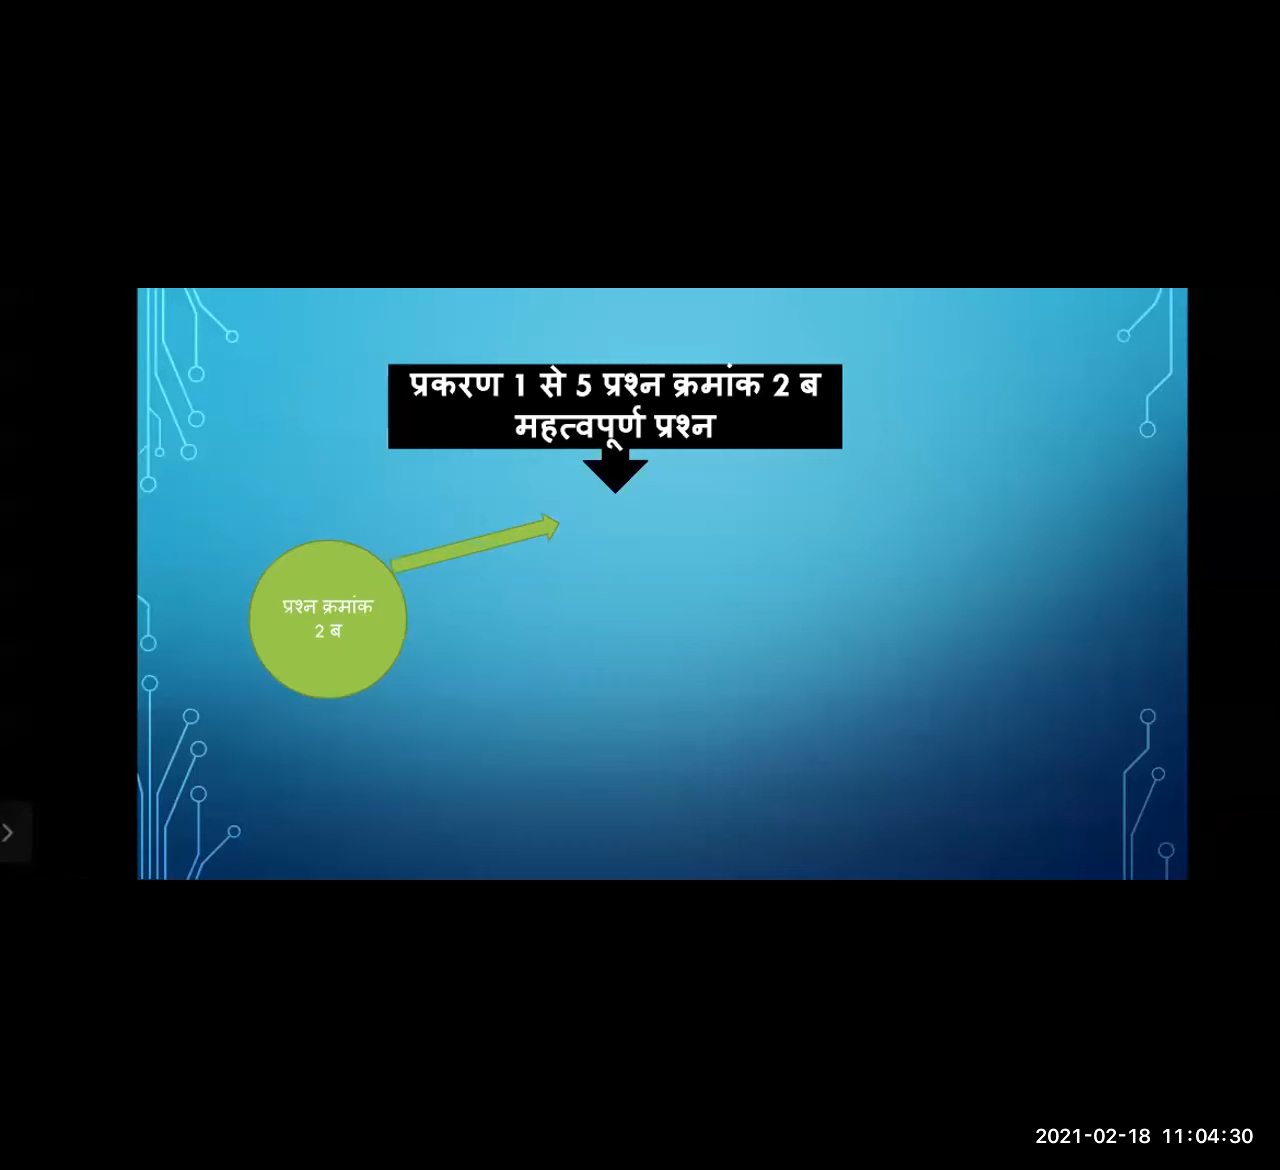 प्रकरण 1 से 5 प्रश्न क्रमांक 2 ब
महत्वपूर्ण प्रश्न
प्रश्न क्रमांक
2 ब
2021-02-18 11:04:30